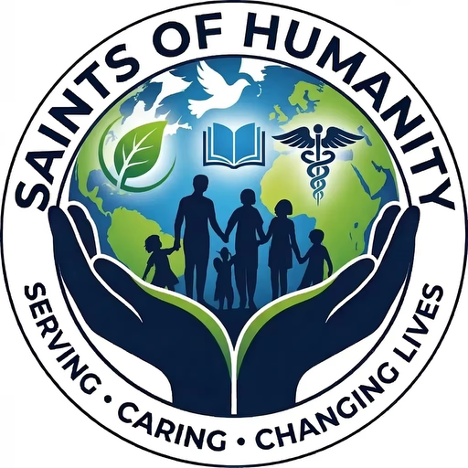 SAINTS OF HUMANITY
SERVING • CARING • CHANGING LIVES